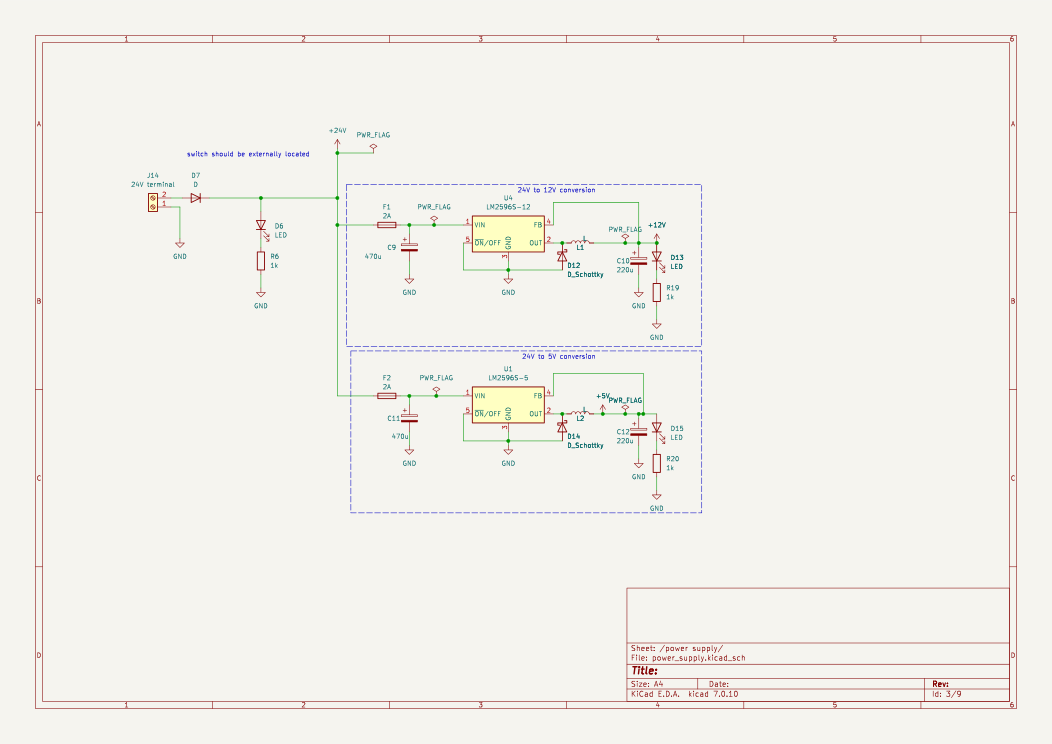 1 2 3 4 5 6
A A
B B
C C
D D
+24V
PWR_FLAG
switch should be externally located
J14
24V terminal
2
1
D7
D
GND
D6
LED
R6
1k
GND
24V to 12V conversion
F1
2A
PWR_FLAG
U4
LM2596S-12
1 VIN
FB 4
5 ON/OFF
GND
OUT 2
3
C9
470u
+
GND
GND
D12
D_Schottky
L
L1
PWR_FLAG
+12V
+
C10
220u
GND
D13
LED
R19
1k
GND
24V to 5V conversion
F2
2A
PWR_FLAG
U1
LM2596S-5
1 VIN
FB 4
5 ON/OFF
GND
OUT 2
3
C11
470u
+
GND
GND
D14
D_Schottky
L
L2
+5V
PWR_FLAG
+
C12
220u
GND
D15
LED
R20
1k
GND
Sheet: /power supply/
File: power_supply.kicad_sch
Title:
Size: A4 Date: Rev:
KiCad E.D.A. kicad 7.0.10 Id: 3/9
1 2 3 4 5 6